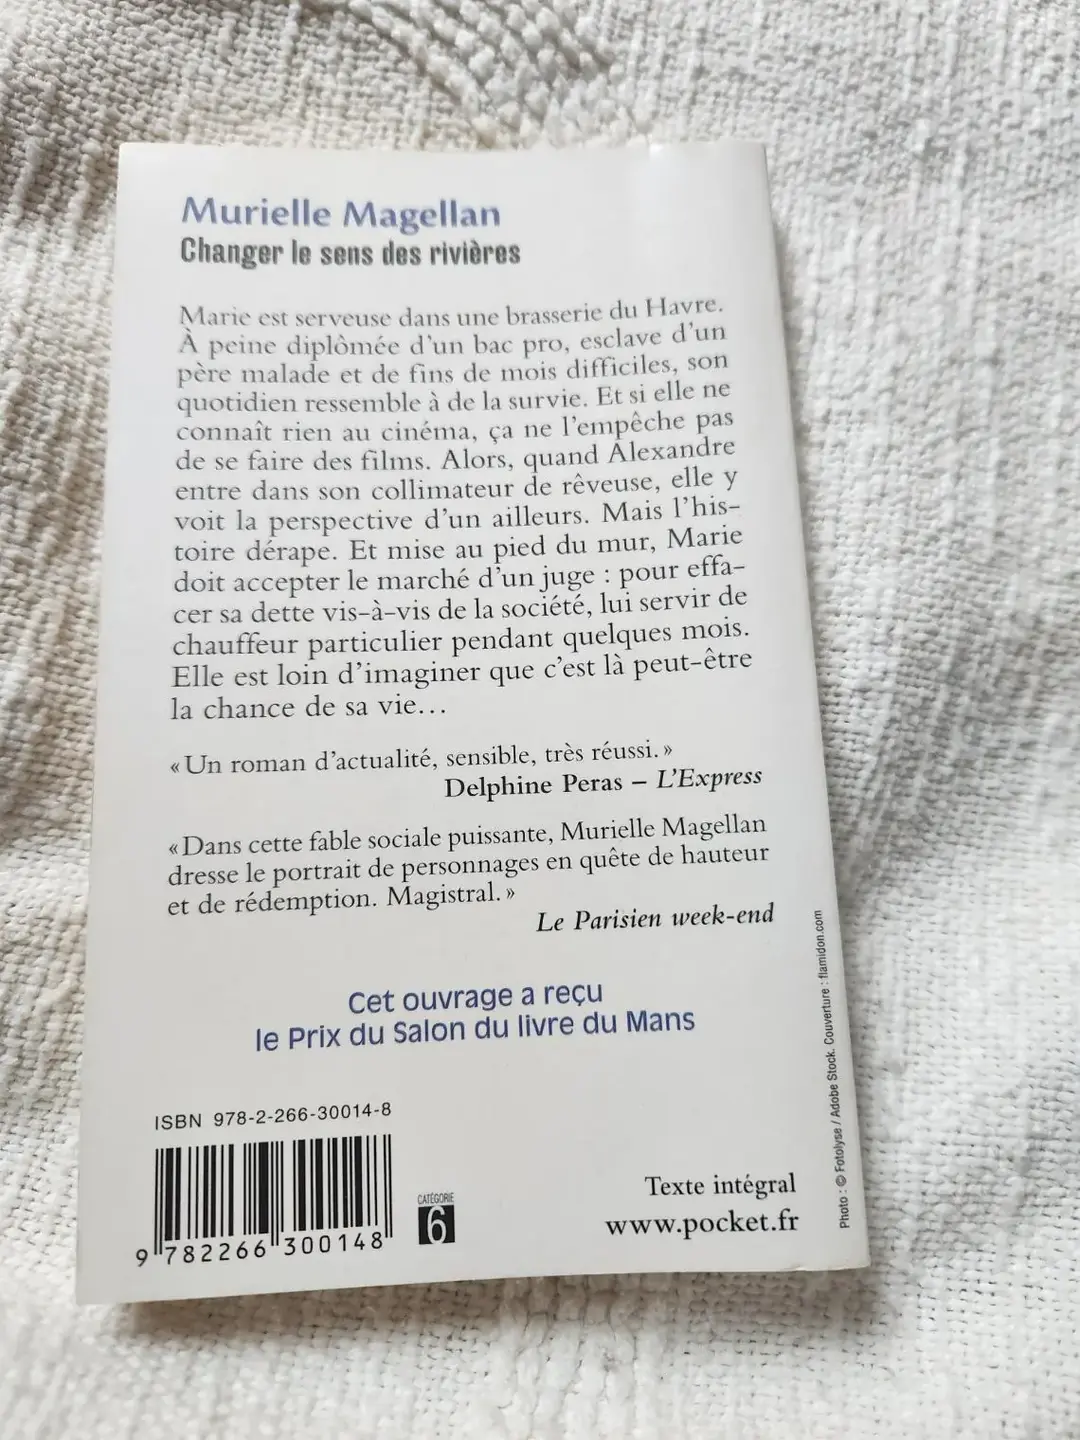 Murielle Magellan
Changer le sens des rivières
Marie est serveuse dans une brasserie du Havre.
À peine diplômée d'un bac pro, esclave d'un
père malade et de fins de mois difficiles, son
quotidien ressemble à de la survie. Et si elle ne
connaît rien au cinéma, ça ne l'empêche pas
de se faire des films. Alors, quand Alexandre
entre dans son collimateur de rêveuse, elle y
voit la perspective d'un ailleurs. Mais l'his-
toire dérape. Et mise au pied du mur, Marie
doit accepter le marché d'un juge : pour effa-
cer sa dette vis-à-vis de la société, lui servir de
chauffeur particulier pendant quelques mois.
Elle est loin d'imaginer que c'est là peut-être
la chance de sa vie...
« Un roman d'actualité, sensible, très réussi. »
Delphine Peras – L'Express
« Dans cette fable sociale puissante, Murielle Magellan
dresse le portrait de personnages en quête de hauteur
et de rédemption. Magistral. »
Le Parisien week-end
Cet ouvrage a reçu
le Prix du Salon du livre du Mans
ISBN 978-2-266-30014-8
9 782266 300148
CATÉGORIE
6
Texte intégral
www.pocket.fr
Photo : © Fotolyse / Adobe Stock. Couverture : flamidon.com